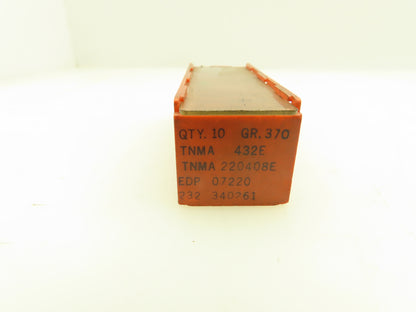 QTY. 10 GR. 370
TNMA 432E
TNMA 220408E
EDP 07220
232 340261